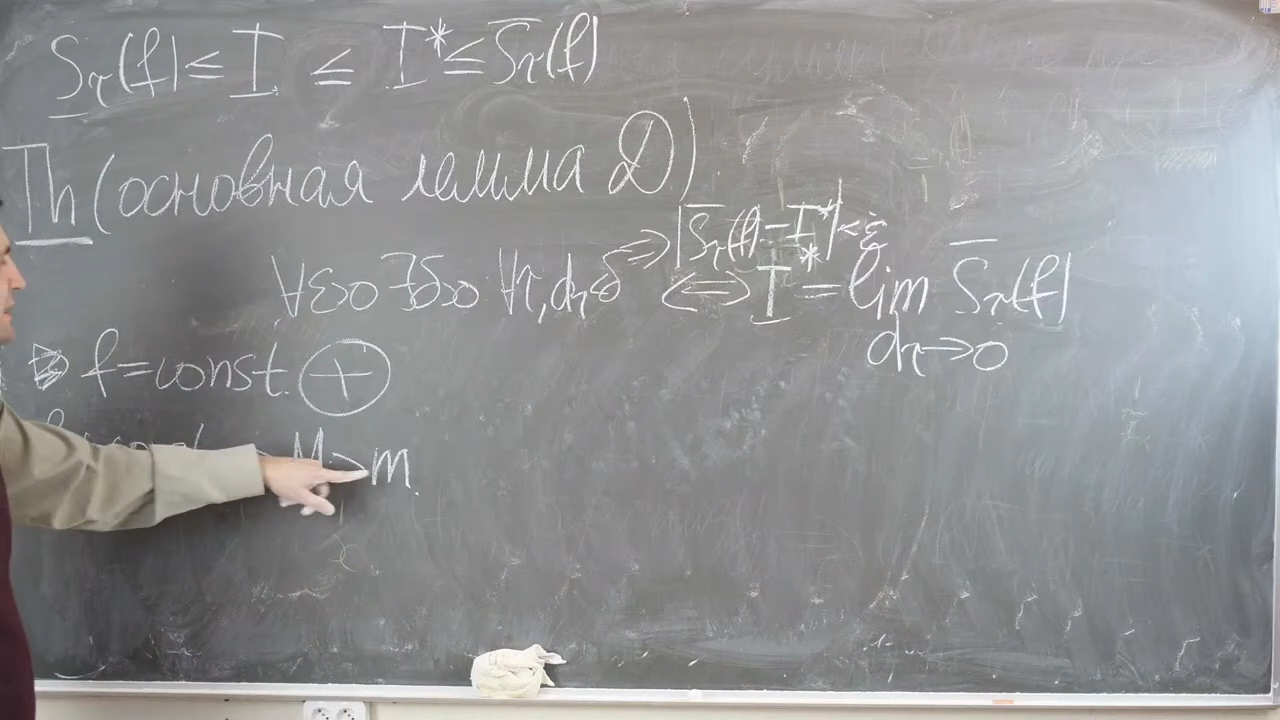 S_τ(f) ≤ I_* ≤ I^* ≤ S̅_τ(f)
Th (основная лемма D)
⇒ |S̅_τ(f) - I^*| < ε
∀ε>0 ∃δ>0 ∀τ, d_τ<δ ⇔ I^* = lim S̅_τ(f)
d_τ→0
▷ f = const. ⊕
M > m